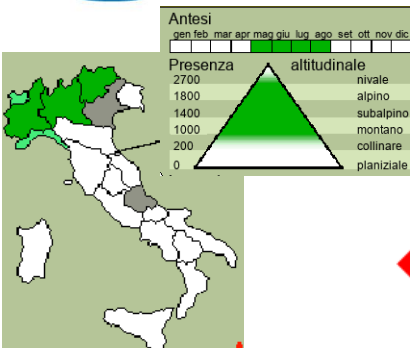 Antesi
gen feb mar apr mag giu lug ago set ott nov dic
Presenza altitudinale
2700 nivale
1800 alpino
1400 subalpino
1000 montano
200 collinare
0 planiziale